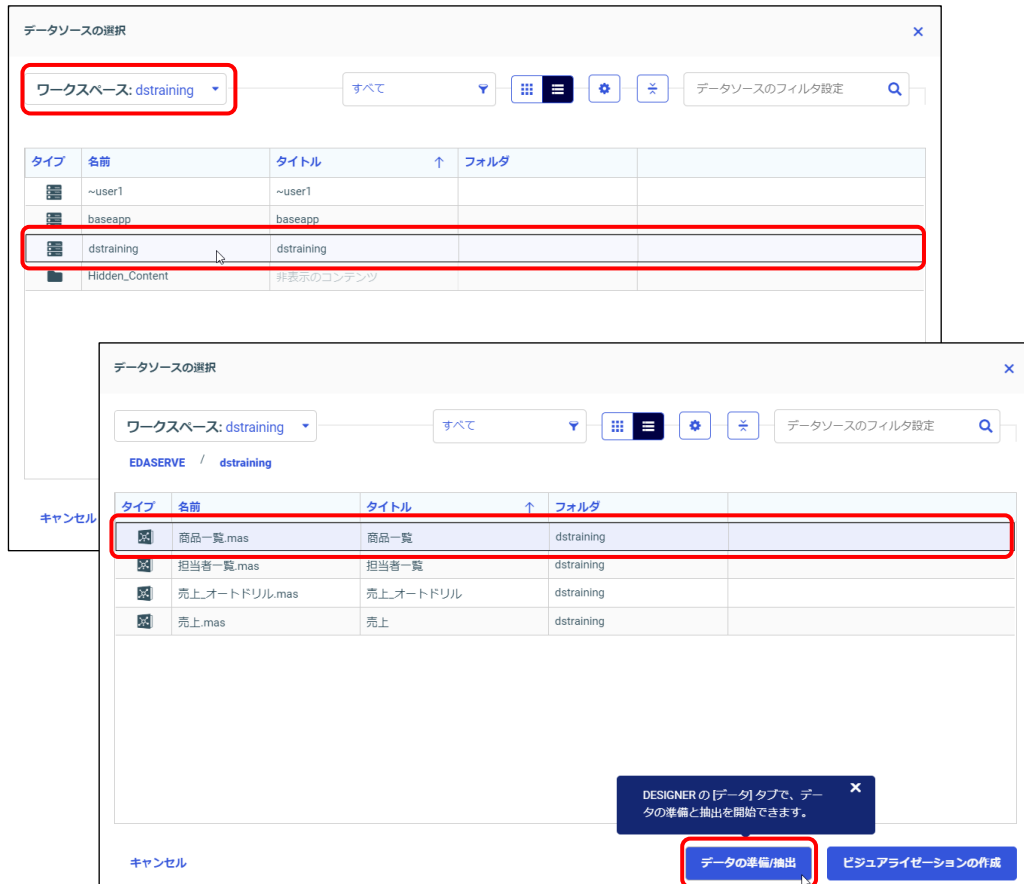 データソースの選択
ワークスペース: dstraining
すべて
データソースのフィルタ設定
タイプ 名前 タイトル フォルダ
~user1 ~user1
baseapp baseapp
dstraining dstraining
Hidden_Content 非表示のコンテンツ
キャンセル
データソースの選択
ワークスペース: dstraining
すべて
データソースのフィルタ設定
EDASERVE / dstraining
タイプ 名前 タイトル フォルダ
商品一覧.mas 商品一覧 dstraining
担当者一覧.mas 担当者一覧 dstraining
売上_オートドリル.mas 売上_オートドリル dstraining
売上.mas 売上 dstraining
DESIGNER の [データ] タブで、デー
タの準備と抽出を開始できます。
キャンセル
データの準備/抽出
ビジュアライゼーションの作成